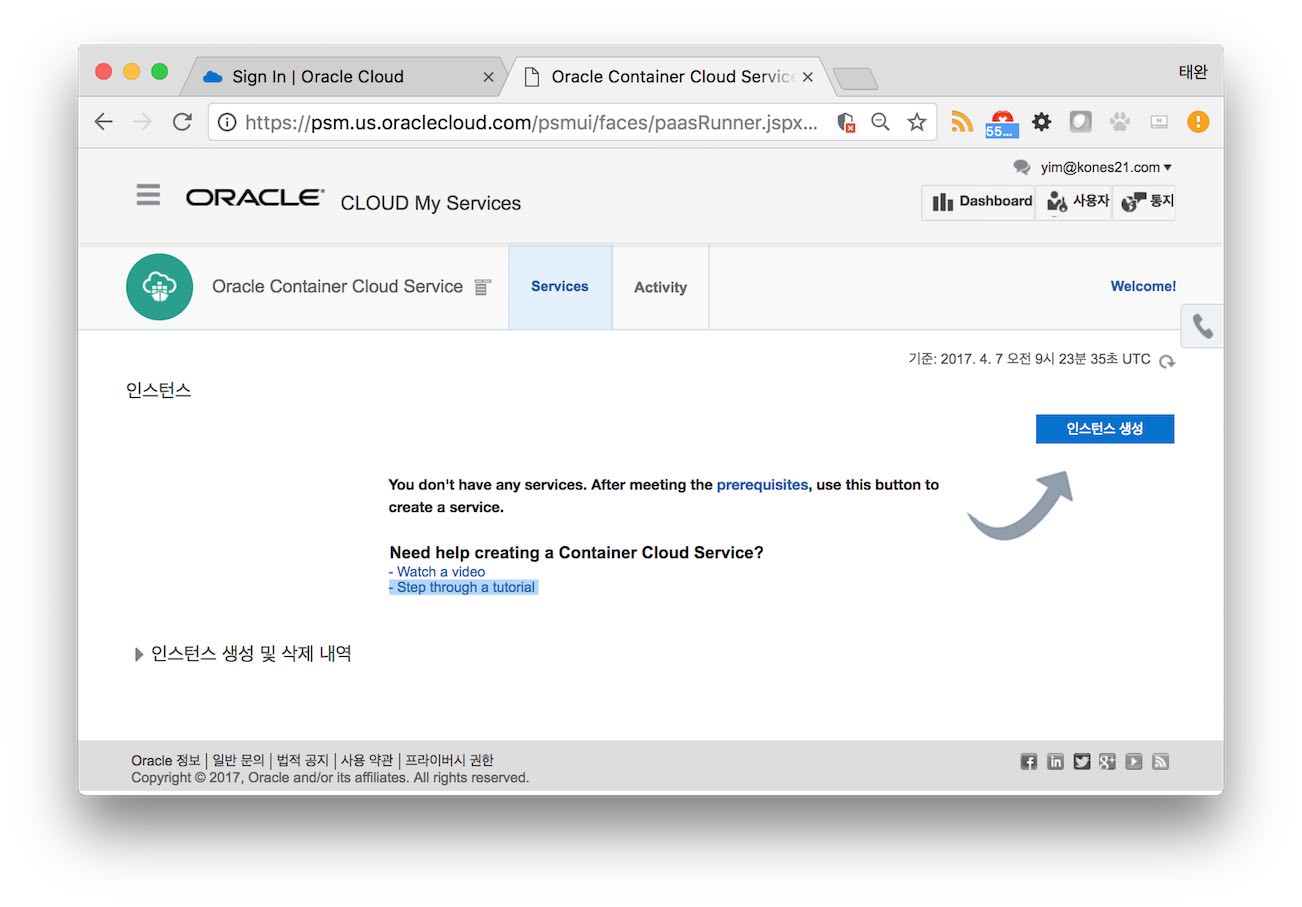 Sign In | Oracle Cloud
Oracle Container Cloud Service
태완
https://psm.us.oraclecloud.com/psmui/faces/paasRunner.jspx...
55...
yim@kones21.com
ORACLE CLOUD My Services
Dashboard 사용자 통지
Oracle Container Cloud Service
Services
Activity
Welcome!
기준: 2017. 4. 7 오전 9시 23분 35초 UTC
인스턴스
인스턴스 생성
You don't have any services. After meeting the prerequisites, use this button to
create a service.
Need help creating a Container Cloud Service?
- Watch a video
- Step through a tutorial
인스턴스 생성 및 삭제 내역
Oracle 정보 | 일반 문의 | 법적 공지 | 사용 약관 | 프라이버시 권한
Copyright © 2017, Oracle and/or its affiliates. All rights reserved.